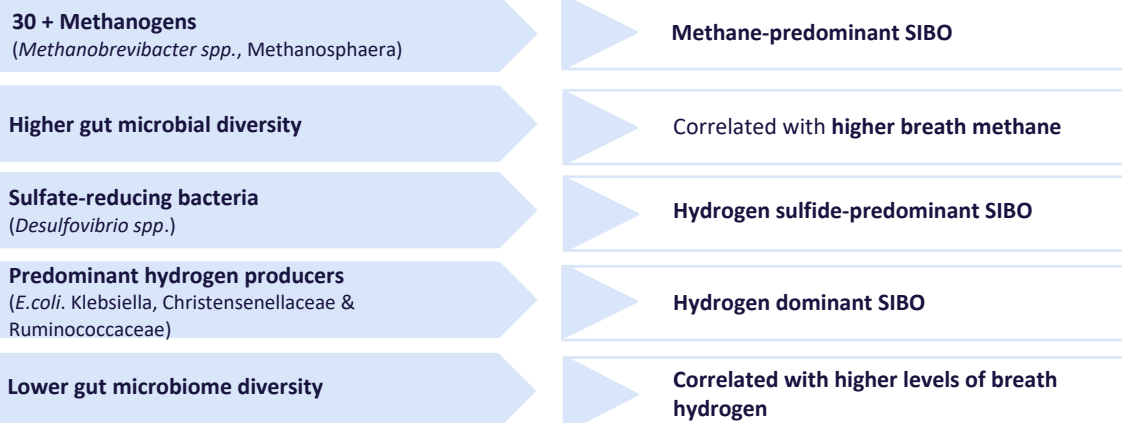 30 + Methanogens
(Methanobrevibacter spp., Methanosphaera)
Methane-predominant SIBO
Higher gut microbial diversity
Correlated with higher breath methane
Sulfate-reducing bacteria
(Desulfovibrio spp.)
Hydrogen sulfide-predominant SIBO
Predominant hydrogen producers
(E.coli. Klebsiella, Christensenellaceae &
Ruminococcaceae)
Hydrogen dominant SIBO
Lower gut microbiome diversity
Correlated with higher levels of breath
hydrogen